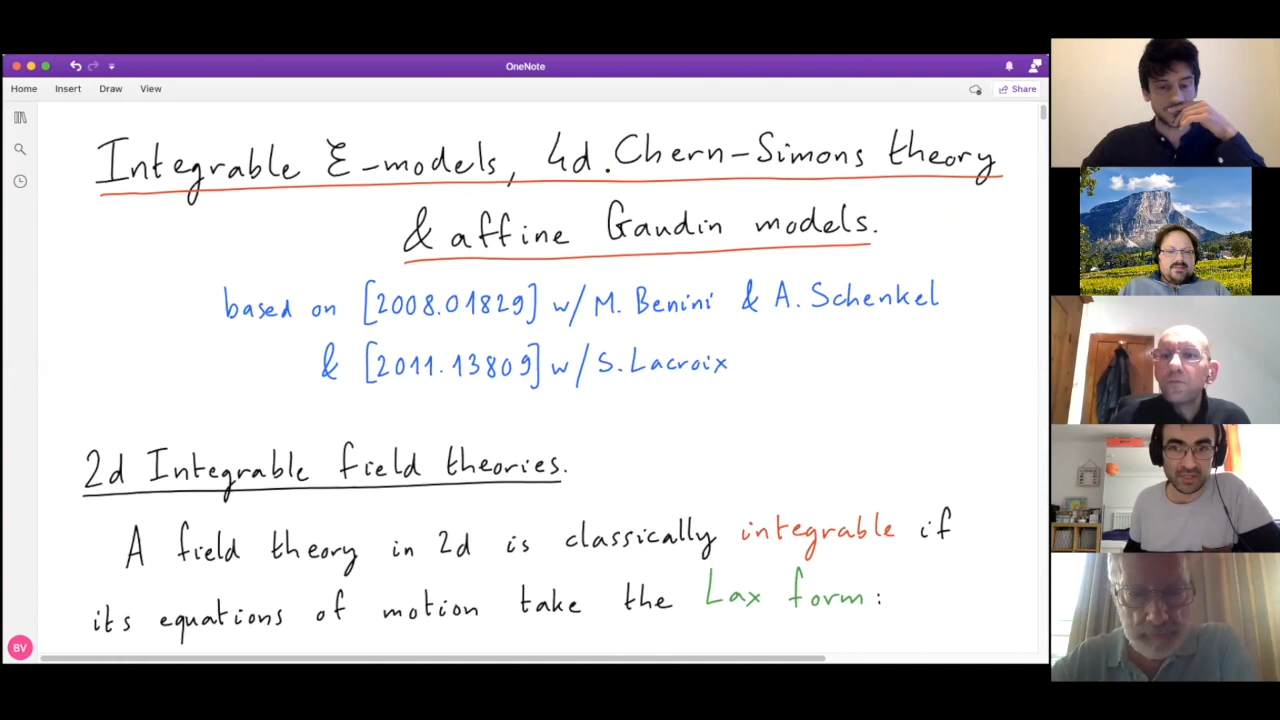 OneNote
Home Insert Draw View Share
Integrable ℰ-models, 4d. Chern-Simons theory
& affine Gaudin models.
based on [2008.01829] w/ M. Benini & A. Schenkel
& [2011.13809] w/ S. Lacroix
2d Integrable field theories.
A field theory in 2d is classically integrable if
its equations of motion take the Lax form:
BV